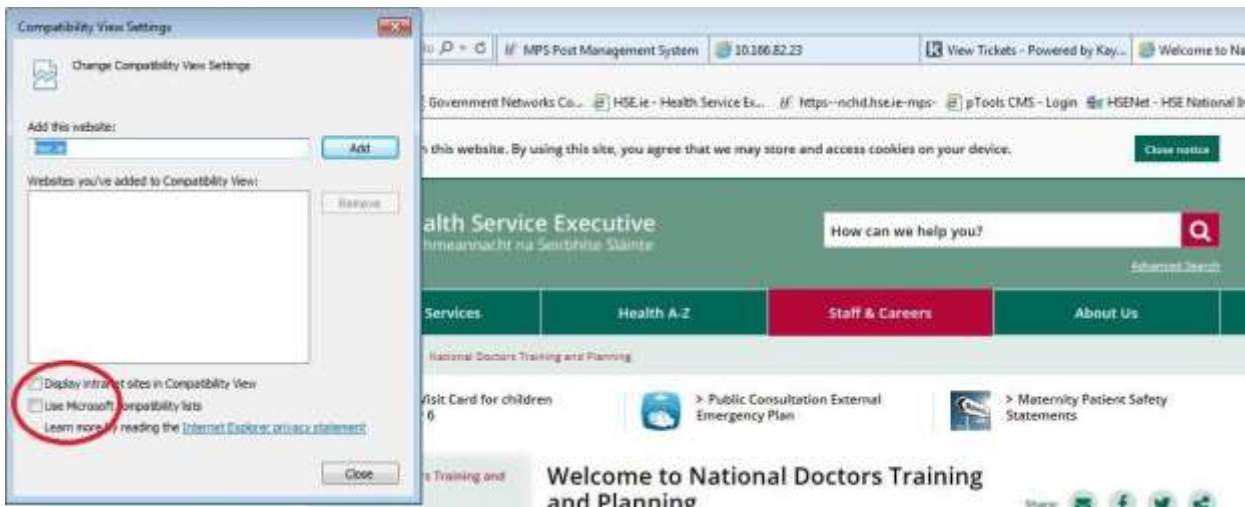 Compatibility View Settings
Change Compatibility View Settings
Add this website:
hse.ie
Add
Websites you've added to Compatibility View:
Remove
Display intranet sites in Compatibility View
Use Microsoft compatibility lists
Learn more by reading the Internet Explorer privacy statement
Close
MPS Post Management System
10.166.82.23
View Tickets - Powered by Kay...
Welcome to Na
Government Networks Co...
HSE.ie - Health Service Ex...
https--nchd.hse.ie-mps-
pTools CMS - Login
HSENet - HSE National In
this website. By using this site, you agree that we may store and access cookies on your device.
Close notice
alth Service Executive
hmeannacht na Seirbhíse Sláinte
How can we help you?
Advanced Search
Services
Health A-Z
Staff & Careers
About Us
National Doctors Training and Planning
Visit Card for children
6
> Public Consultation External
Emergency Plan
> Maternity Patient Safety
Statements
s Training and
Welcome to National Doctors Training
and Planning
Share: